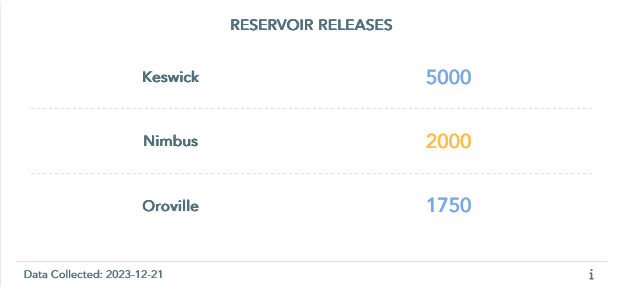 RESERVOIR RELEASES
Keswick 5000
Nimbus 2000
Oroville 1750
Data Collected: 2023-12-21 i